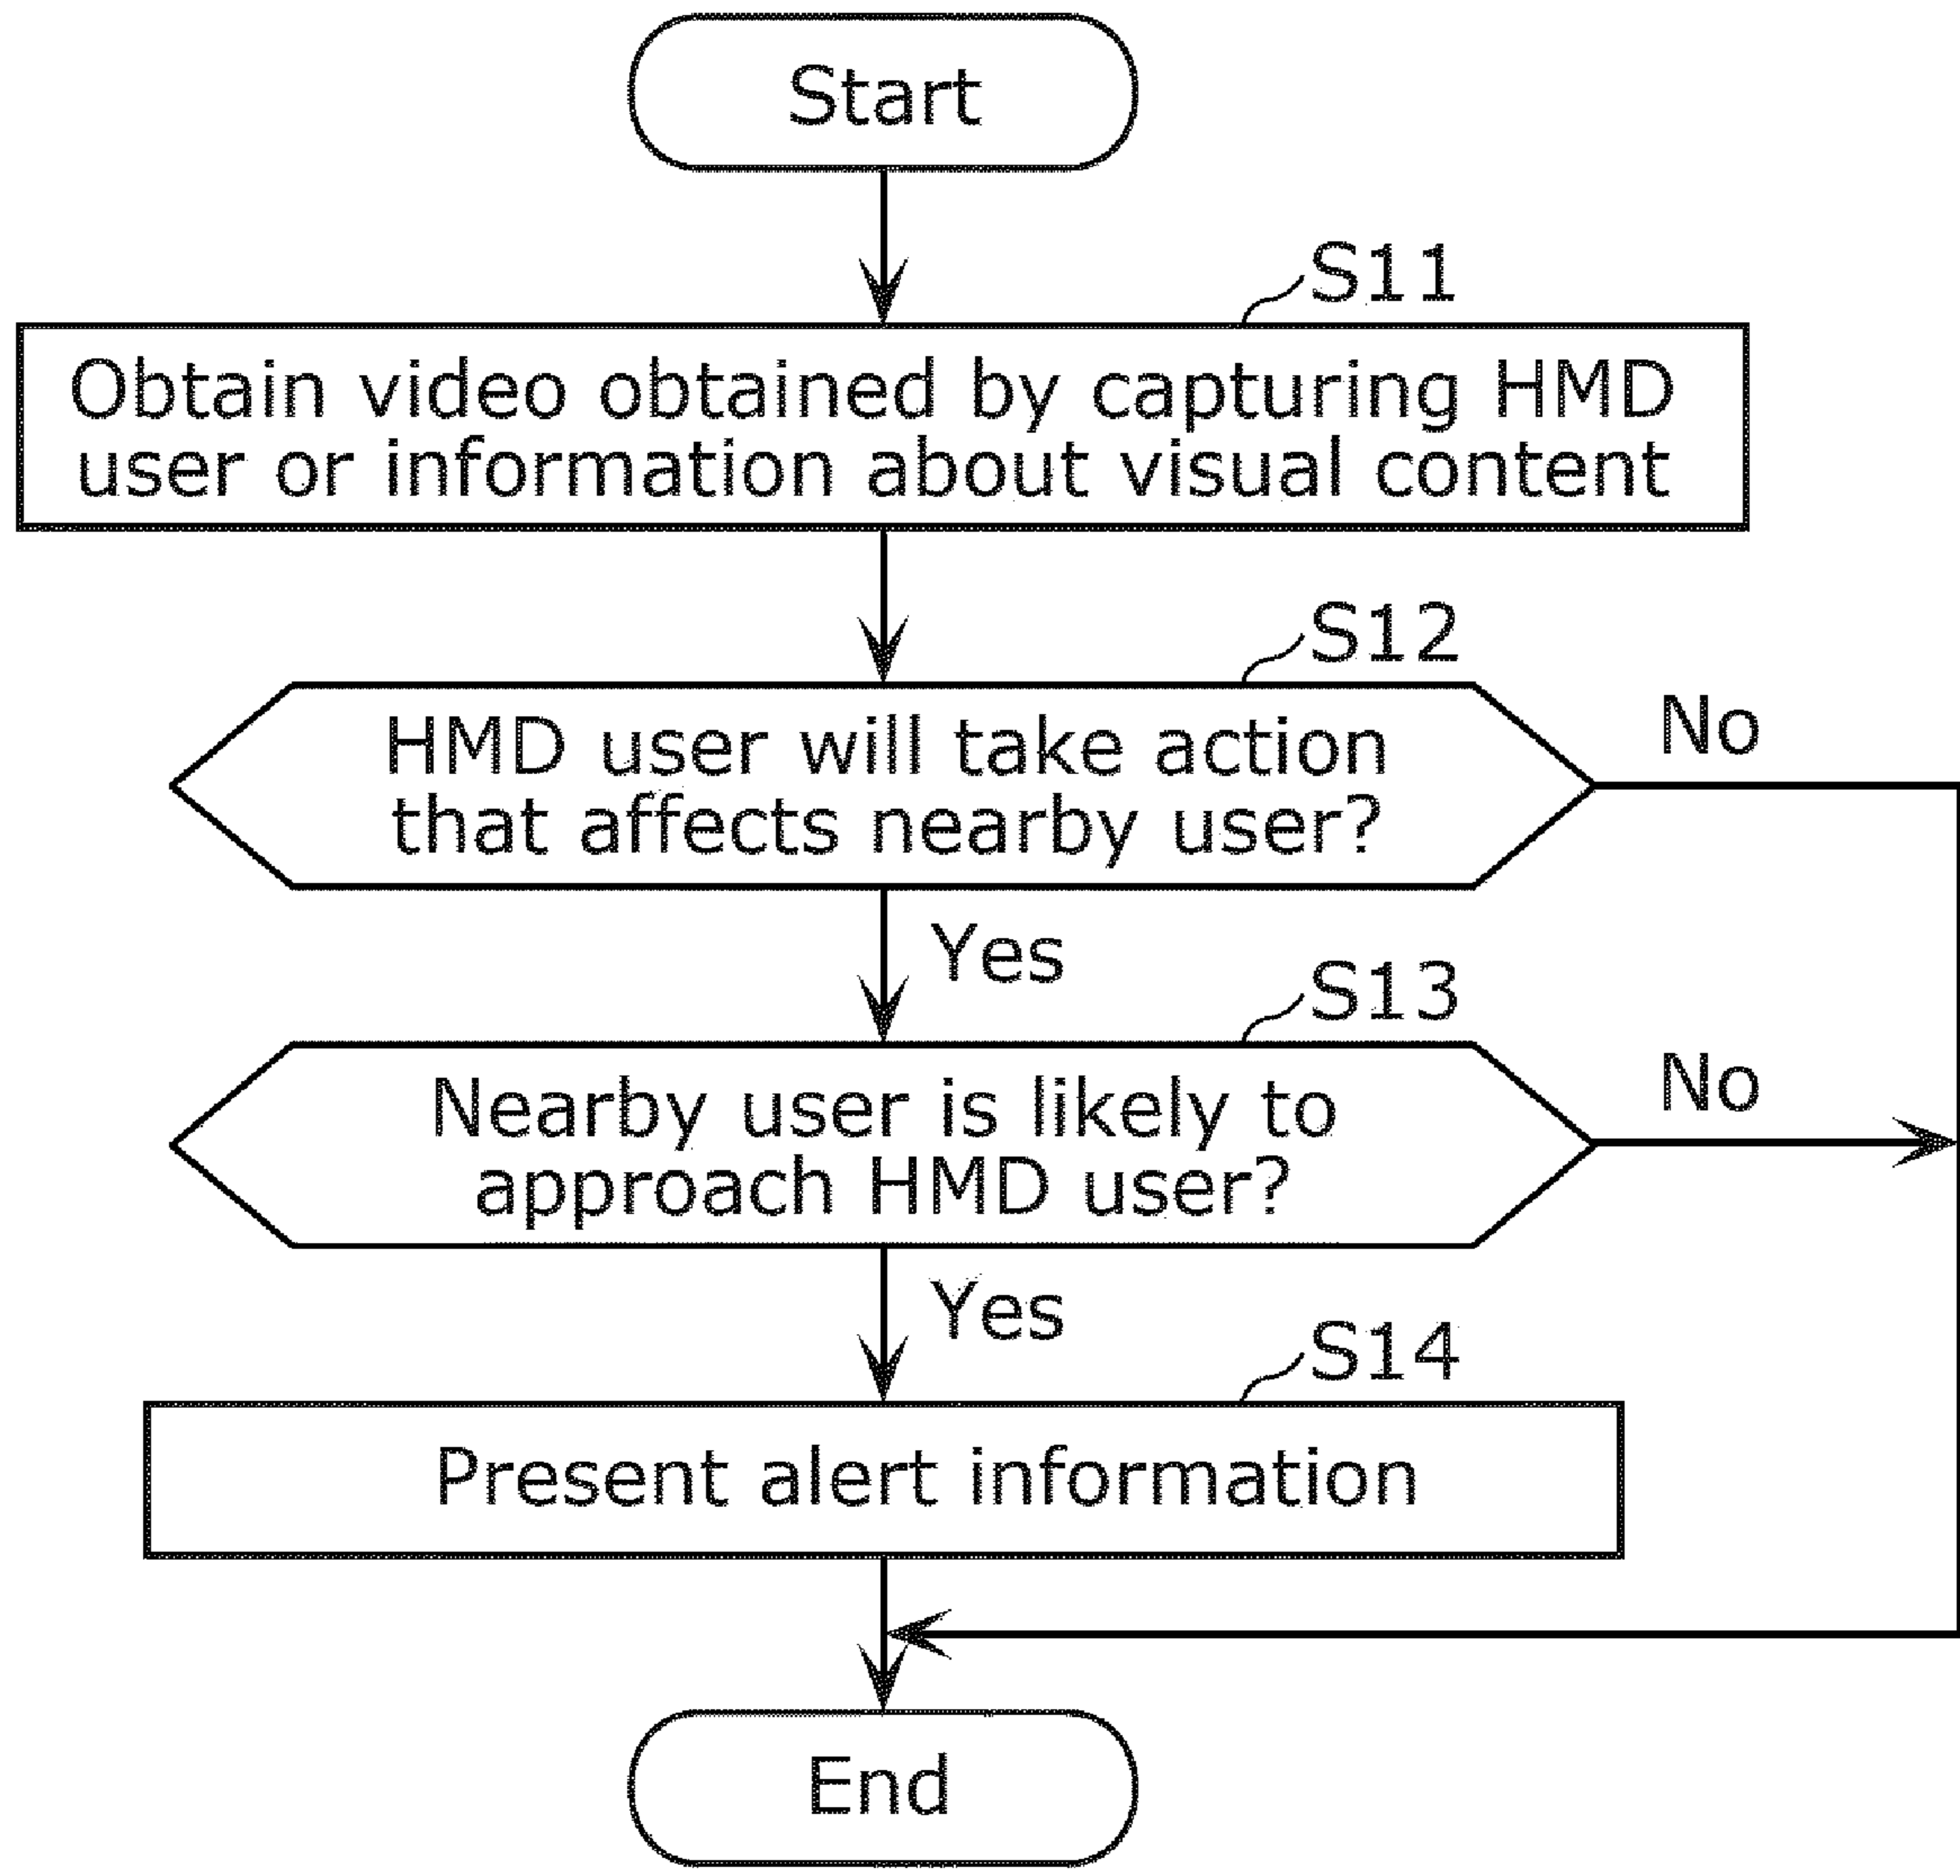 Start
S11
Obtain video obtained by capturing HMD
user or information about visual content
S12
HMD user will take action
that affects nearby user?
No
Yes
S13
Nearby user is likely to
approach HMD user?
No
Yes
S14
Present alert information
End